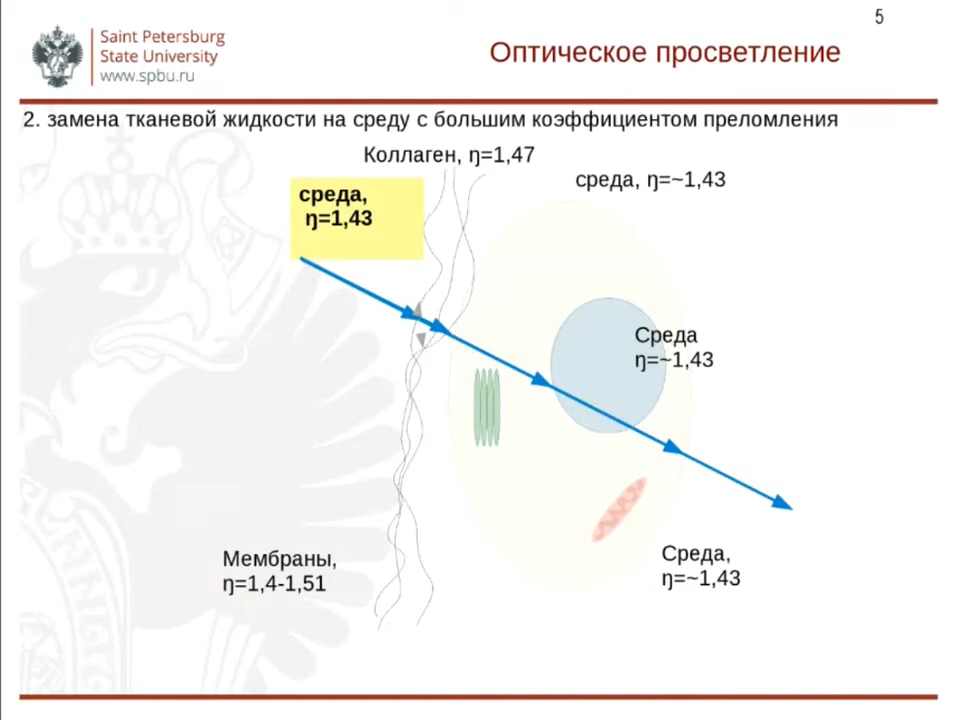 5
Saint Petersburg
State University
www.spbu.ru
Оптическое просветление
2. замена тканевой жидкости на среду с большим коэффициентом преломления
Коллаген, ŋ=1,47
среда, ŋ=~1,43
среда,
ŋ=1,43
Среда
ŋ=~1,43
Мембраны,
ŋ=1,4-1,51
Среда,
ŋ=~1,43